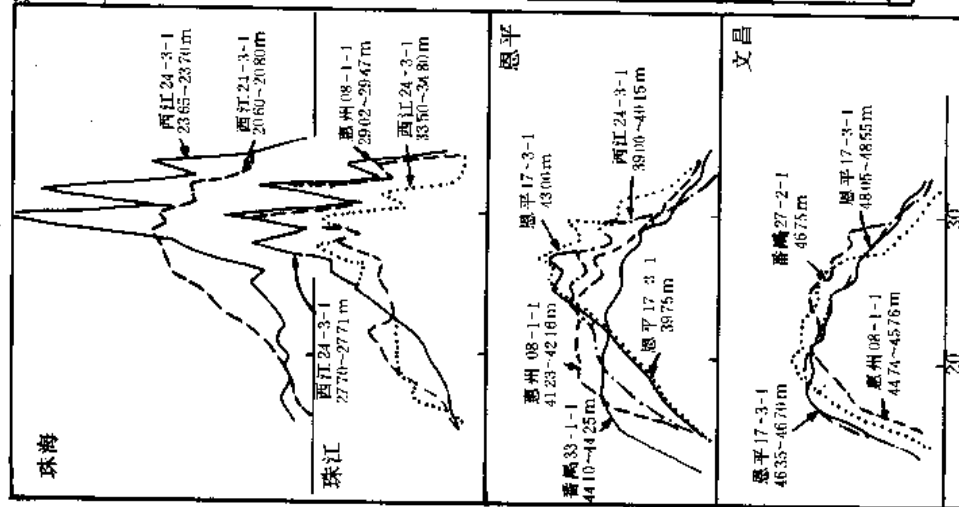 珠海
西江24-3-1
2365~2370m
西江24-3-1
2060~2080m
珠江
西江24-3-1
2770~2771m
惠州08-1-1
2902~2947m
西江24-3-1
3350~3480m
恩平
恩平17-3-1
4300m
西江24-3-1
3900~4015m
惠州08-1-1
4123~4216m
番禺33-1-1
4410~4425m
恩平17-3-1
3975m
文昌
番禺27-2-1
4675m
恩平17-3-1
4805~4855m
恩平17-3-1
4635~4670m
惠州08-1-1
4474~4576m
20
30